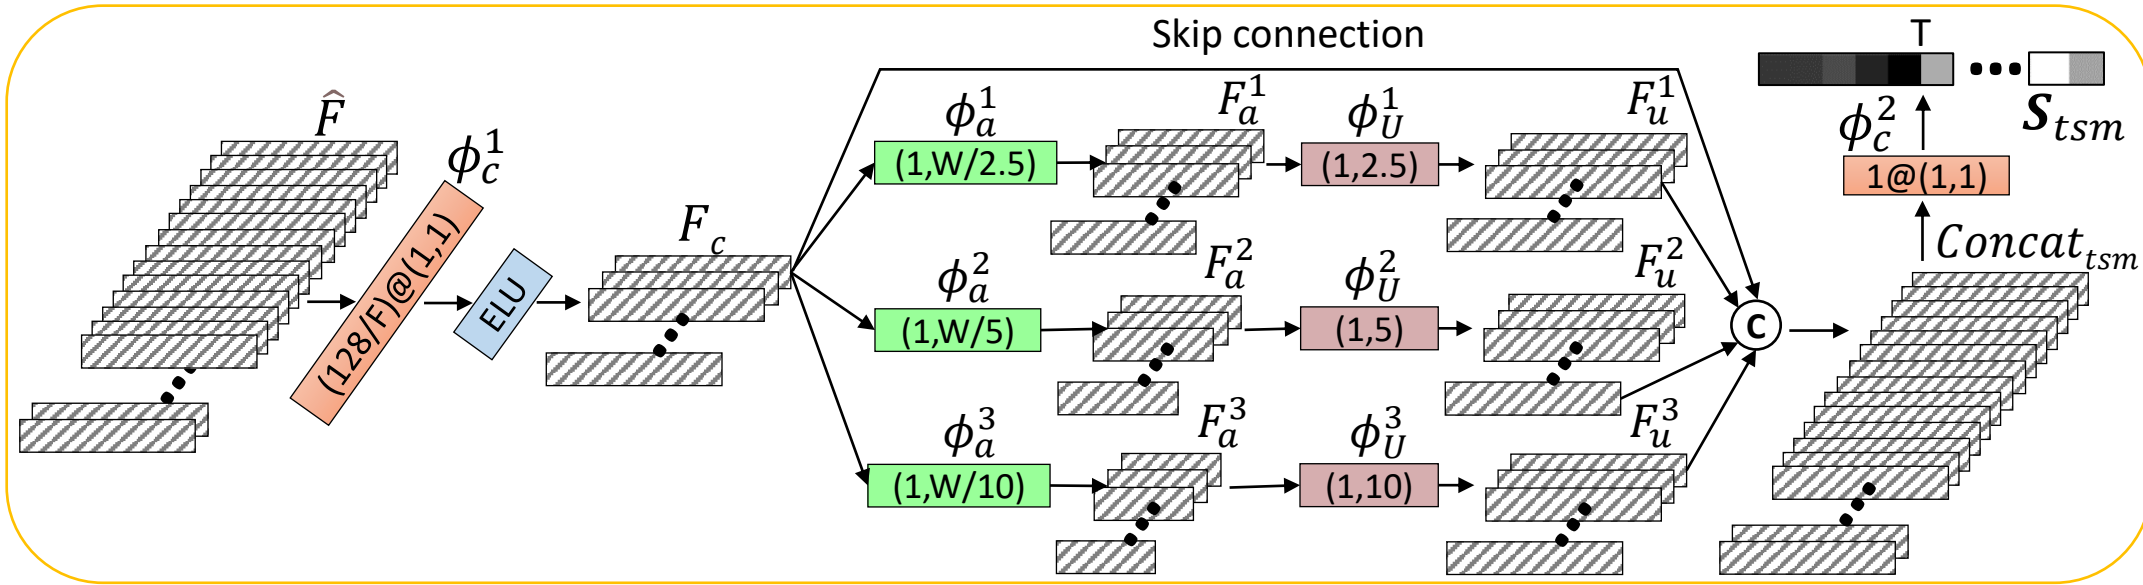 Skip connection
T
F̂
ϕ_c^1
(128/F)@(1,1)
ELU
F_c
ϕ_a^1
(1,W/2.5)
F_a^1
ϕ_U^1
(1,2.5)
F_u^1
ϕ_a^2
(1,W/5)
F_a^2
ϕ_U^2
(1,5)
F_u^2
ϕ_a^3
(1,W/10)
F_a^3
ϕ_U^3
(1,10)
F_u^3
C
Concat_tsm
1@(1,1)
ϕ_c^2
S_tsm